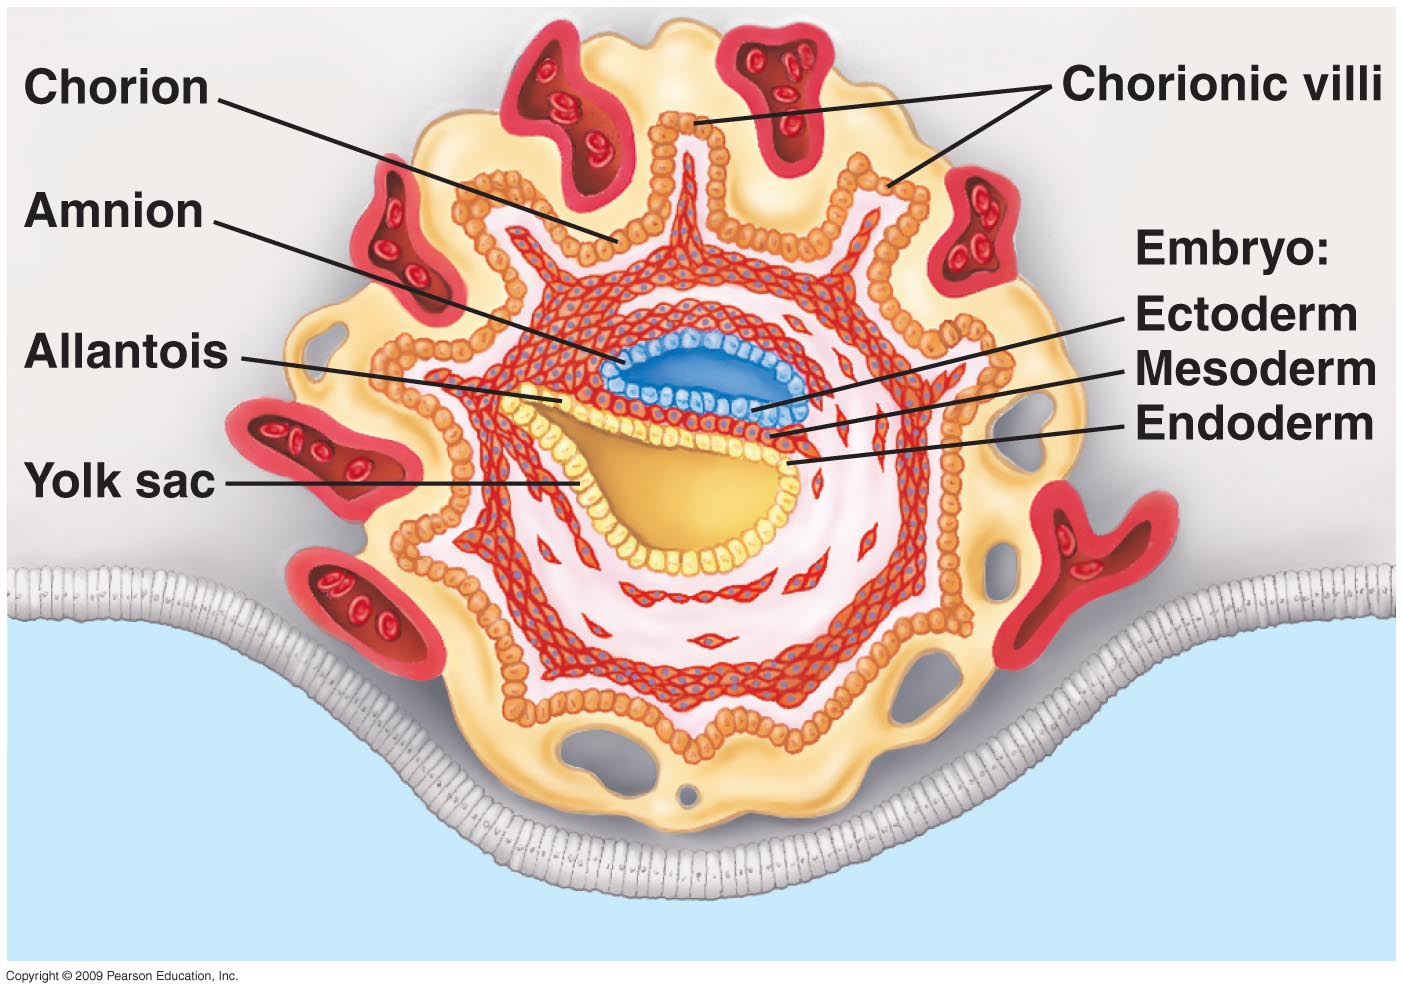 Chorion
Amnion
Allantois
Yolk sac
Chorionic villi
Embryo:
Ectoderm
Mesoderm
Endoderm
Copyright © 2009 Pearson Education, Inc.